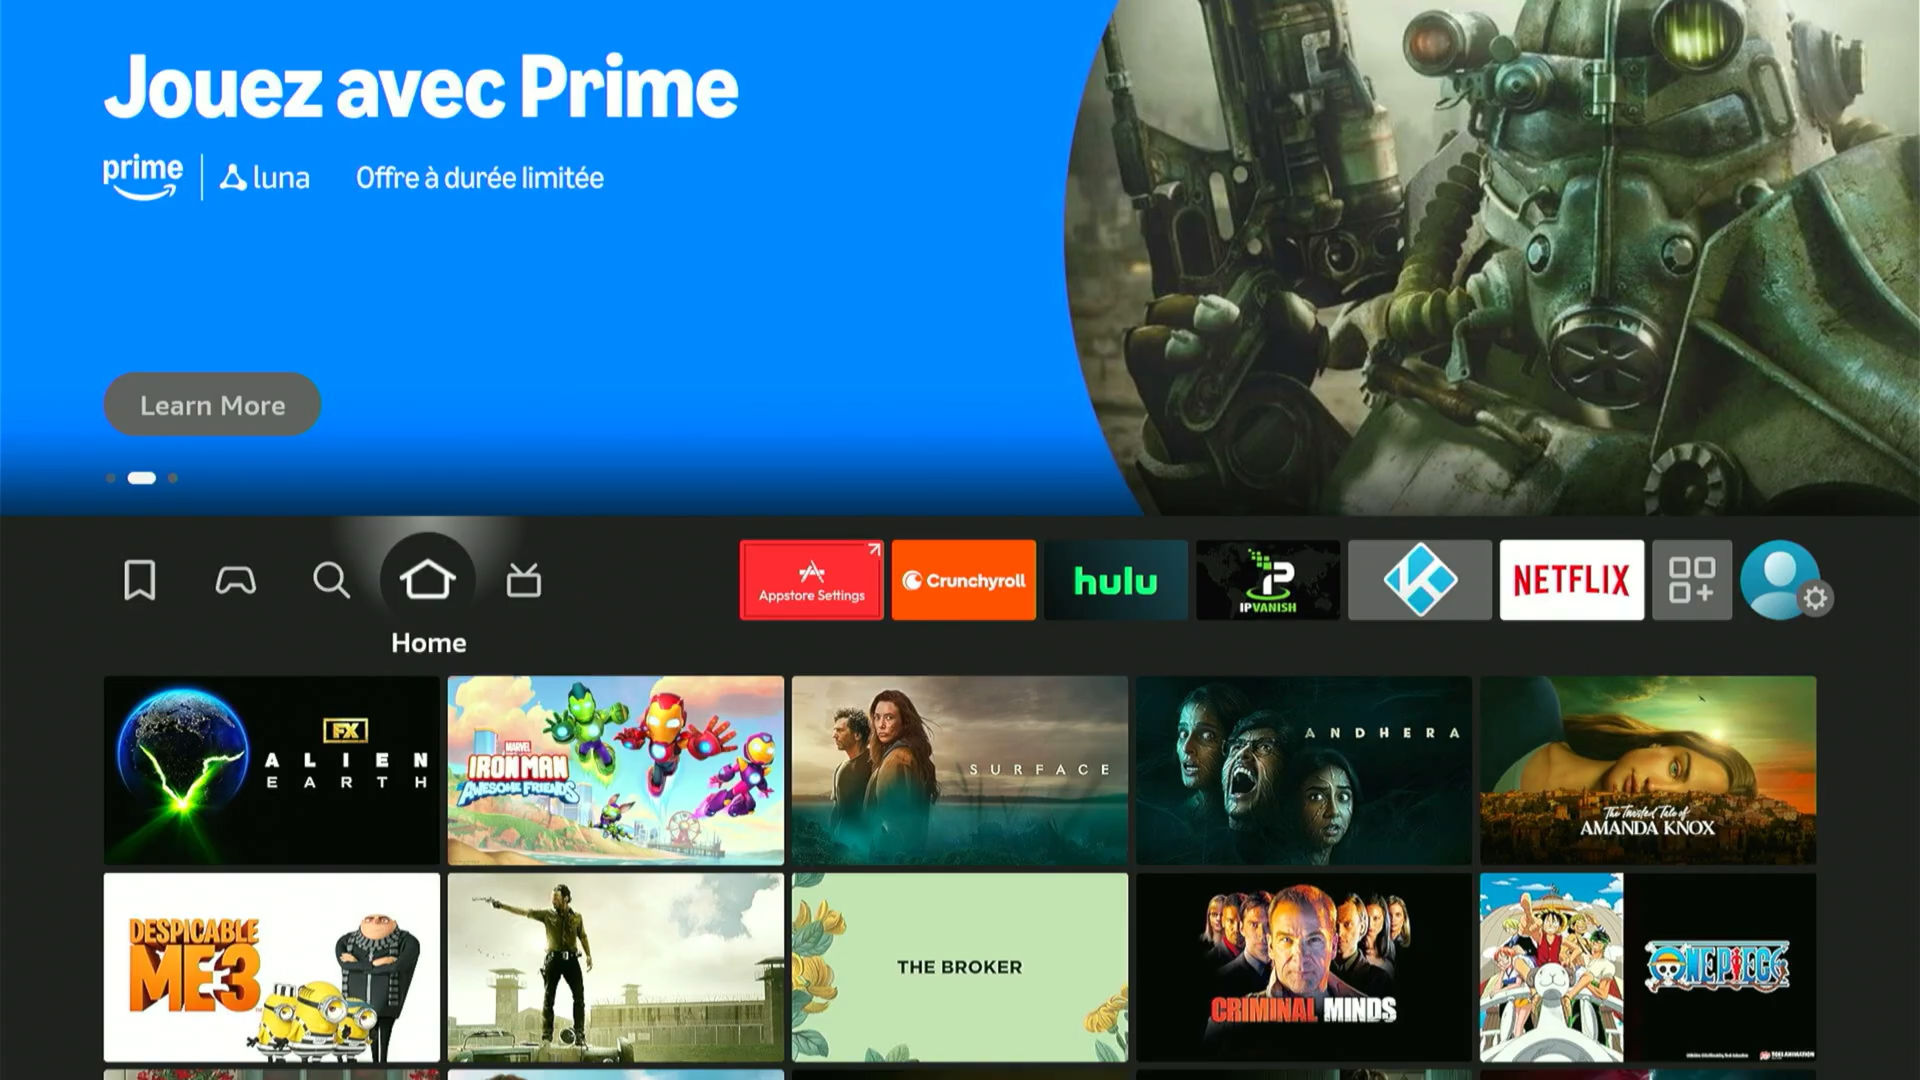 Jouez avec Prime
prime
luna
Offre à durée limitée
Learn More
Appstore Settings
Crunchyroll
hulu
IPVANISH
NETFLIX
Home
FX
ALIEN
EARTH
MARVEL
IRON MAN
AWESOME FRIENDS
SURFACE
ANDHERA
The Twisted Tale of
AMANDA KNOX
DESPICABLE
ME3
THE BROKER
CRIMINAL MINDS
ONE PIECE
TOEI ANIMATION